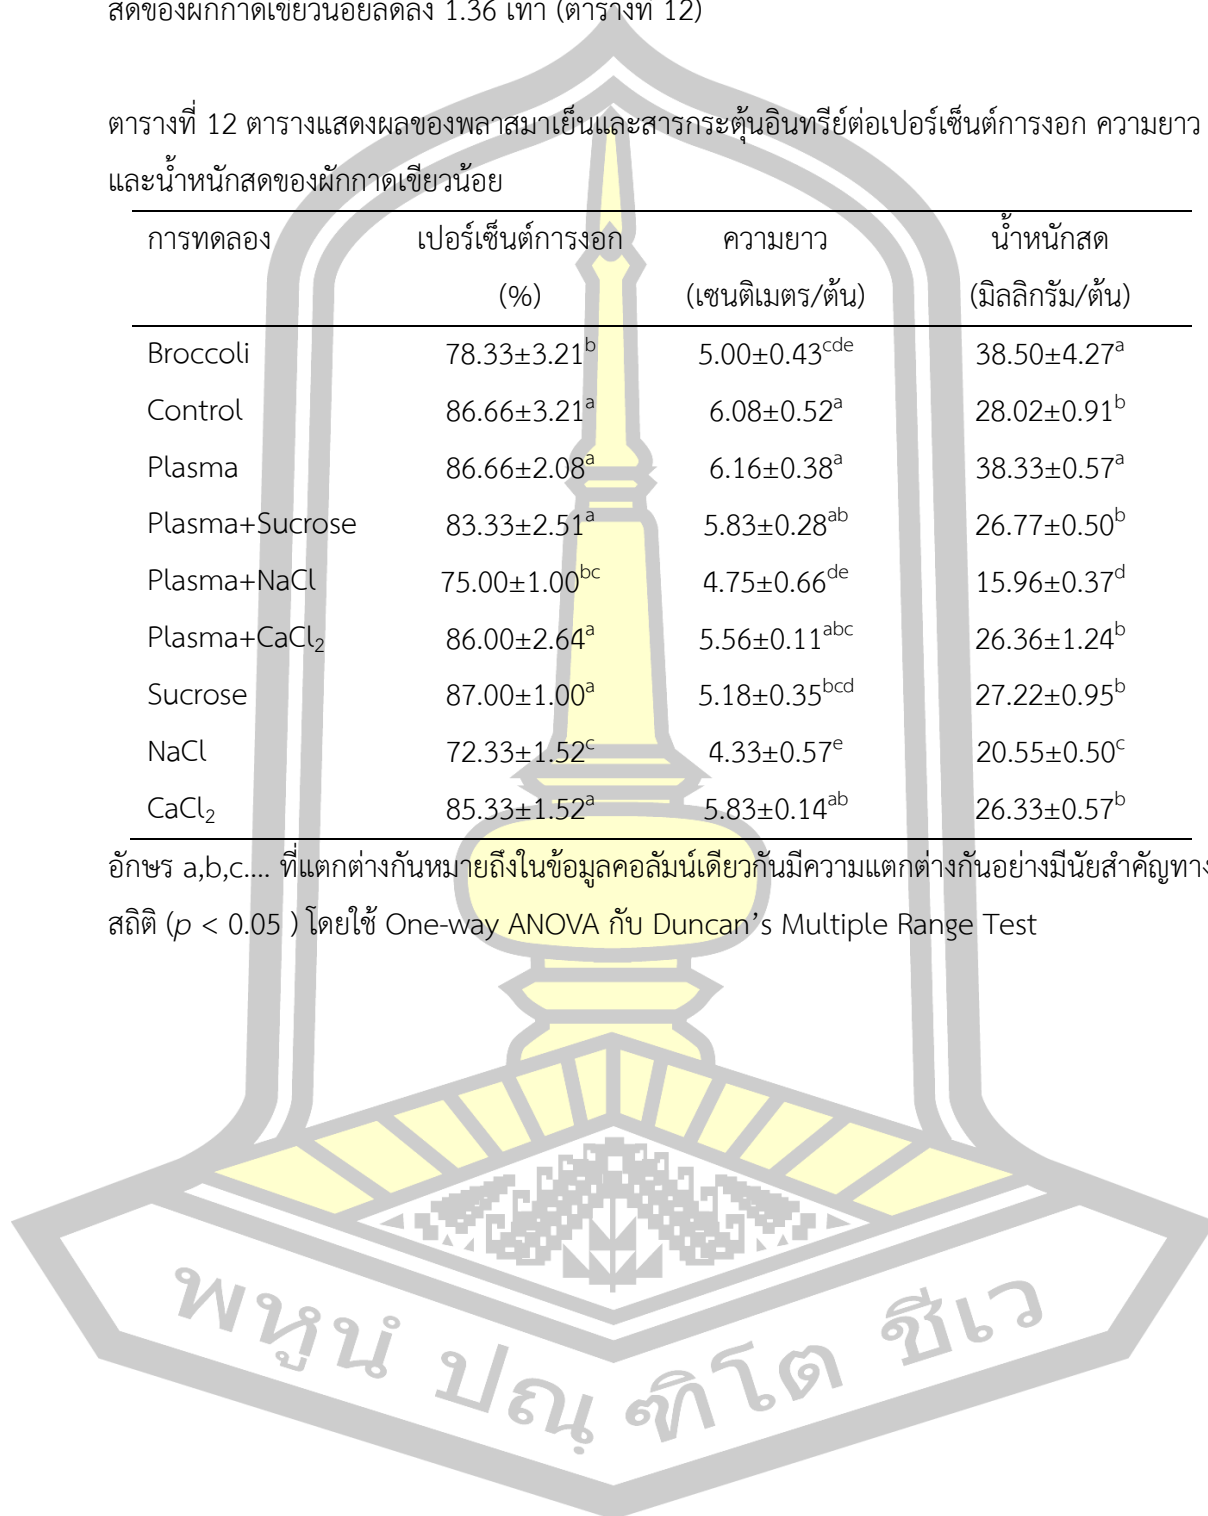 สดของผักกาดเขียวน้อยลดลง 1.36 เท่า (ตารางที่ 12)
ตารางที่ 12 ตารางแสดงผลของพลาสมาเย็นและสารกระตุ้นอินทรีย์ต่อเปอร์เซ็นต์การงอก ความยาว
และน้ำหนักสดของผักกาดเขียวน้อย
การทดลอง เปอร์เซ็นต์การงอก ความยาว น้ำหนักสด
(%) (เซนติเมตร/ต้น) (มิลลิกรัม/ต้น)
Broccoli 78.33±3.21ᵇ 5.00±0.43ᶜᵈᵉ 38.50±4.27ᵃ
Control 86.66±3.21ᵃ 6.08±0.52ᵃ 28.02±0.91ᵇ
Plasma 86.66±2.08ᵃ 6.16±0.38ᵃ 38.33±0.57ᵃ
Plasma+Sucrose 83.33±2.51ᵃ 5.83±0.28ᵃᵇ 26.77±0.50ᵇ
Plasma+NaCl 75.00±1.00ᵇᶜ 4.75±0.66ᵈᵉ 15.96±0.37ᵈ
Plasma+CaCl₂ 86.00±2.64ᵃ 5.56±0.11ᵃᵇᶜ 26.36±1.24ᵇ
Sucrose 87.00±1.00ᵃ 5.18±0.35ᵇᶜᵈ 27.22±0.95ᵇ
NaCl 72.33±1.52ᶜ 4.33±0.57ᵉ 20.55±0.50ᶜ
CaCl₂ 85.33±1.52ᵃ 5.83±0.14ᵃᵇ 26.33±0.57ᵇ
อักษร a,b,c.... ที่แตกต่างกันหมายถึงในข้อมูลคอลัมน์เดียวกันมีความแตกต่างกันอย่างมีนัยสำคัญทาง
สถิติ (p < 0.05 ) โดยใช้ One-way ANOVA กับ Duncan's Multiple Range Test
พหูนํ ปณฺฑิโต ชีเว